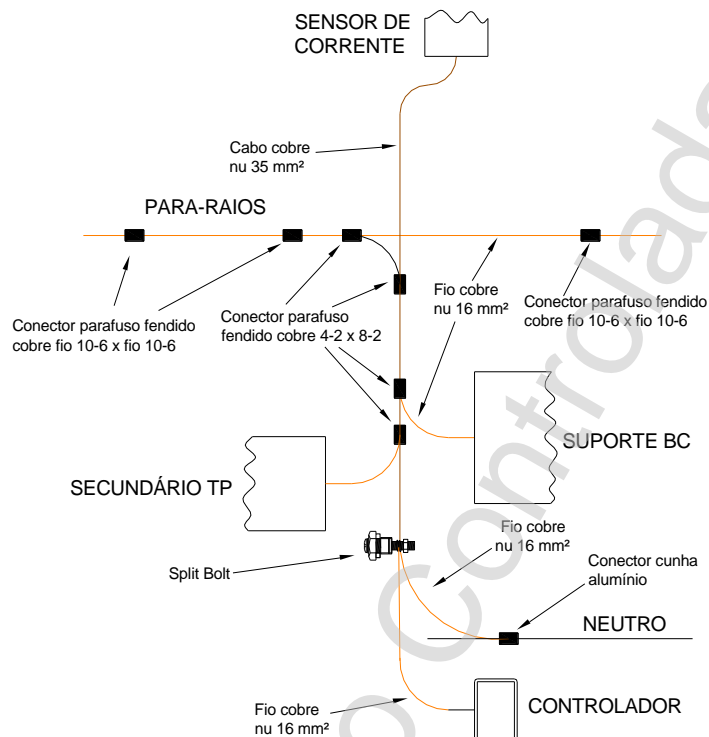 SENSOR DE
CORRENTE
Cabo cobre
nu 35 mm²
PARA-RAIOS
Conector parafuso fendido
cobre fio 10-6 x fio 10-6
Conector parafuso
fendido cobre 4-2 x 8-2
Fio cobre
nu 16 mm²
Conector parafuso fendido
cobre fio 10-6 x fio 10-6
SUPORTE BC
SECUNDÁRIO TP
Fio cobre
nu 16 mm²
Split Bolt
Conector cunha
alumínio
NEUTRO
Fio cobre
nu 16 mm²
CONTROLADOR
o Controlada